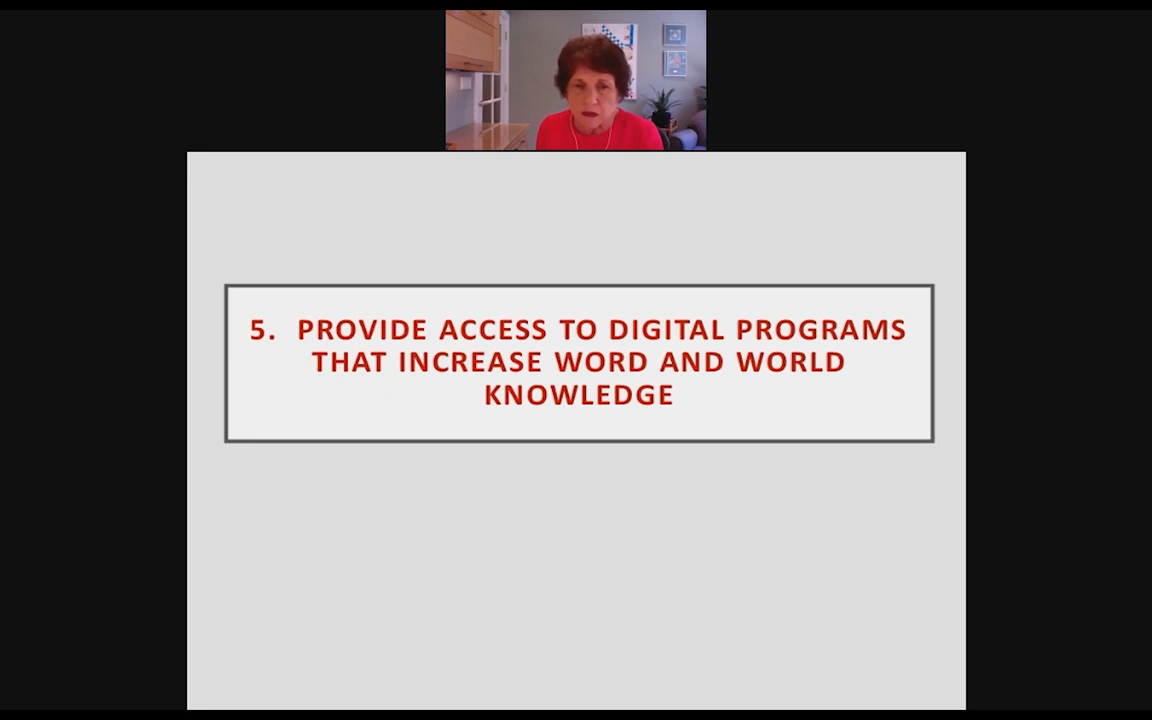 5. PROVIDE ACCESS TO DIGITAL PROGRAMS
THAT INCREASE WORD AND WORLD
KNOWLEDGE